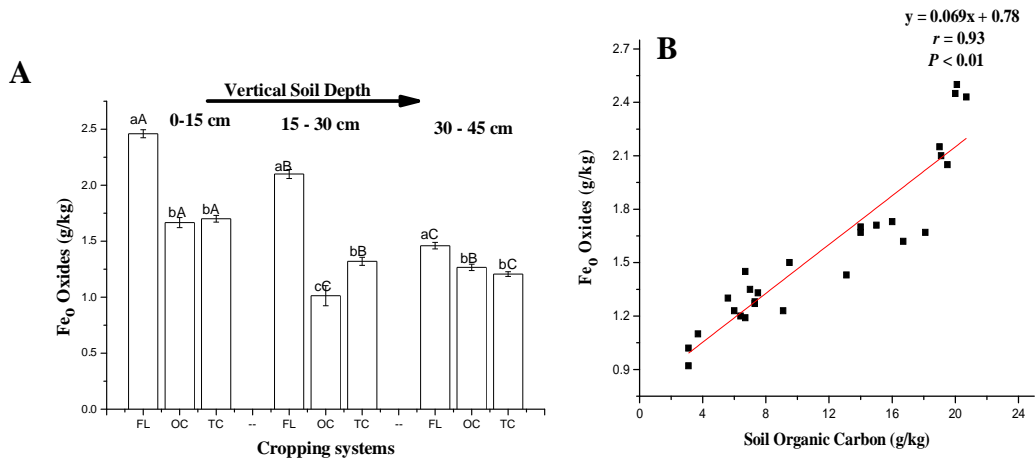 A
Vertical Soil Depth
0-15 cm
15 - 30 cm
30 - 45 cm
aA
bA
bA
aB
cC
bB
aC
bB
bC
2.5
2.0
1.5
1.0
0.5
0.0
Feo Oxides (g/kg)
FL OC TC -- FL OC TC -- FL OC TC
Cropping systems
B
y = 0.069x + 0.78
r = 0.93
P < 0.01
2.7
2.4
2.1
1.8
1.5
1.2
0.9
Feo Oxides (g/kg)
0 4 8 12 16 20 24
Soil Organic Carbon (g/kg)